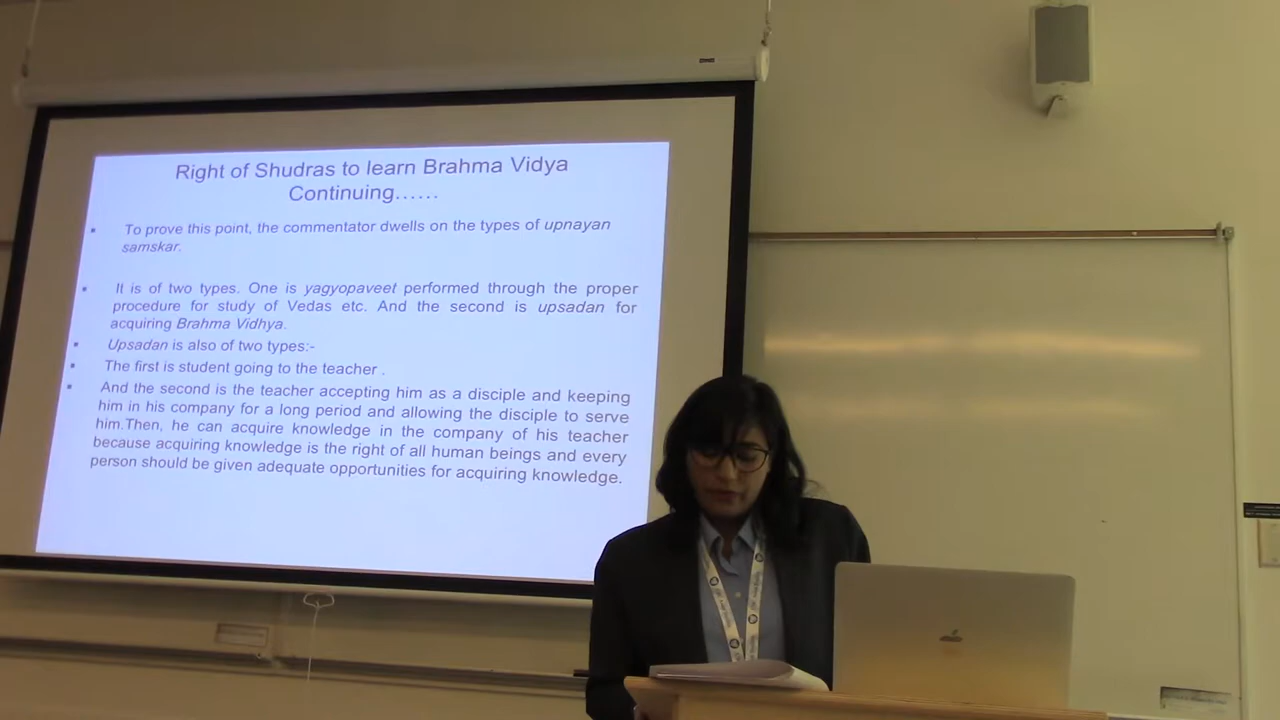 Right of Shudras to learn Brahma Vidya
Continuing……
▪ To prove this point, the commentator dwells on the types of upnayan
samskar.
▪ It is of two types. One is yagyopaveet performed through the proper
procedure for study of Vedas etc. And the second is upsadan for
acquiring Brahma Vidhya.
▪ Upsadan is also of two types:-
▪ The first is student going to the teacher .
▪ And the second is the teacher accepting him as a disciple and keeping
him in his company for a long period and allowing the disciple to serve
him.Then, he can acquire knowledge in the company of his teacher
because acquiring knowledge is the right of all human beings and every
person should be given adequate opportunities for acquiring knowledge.